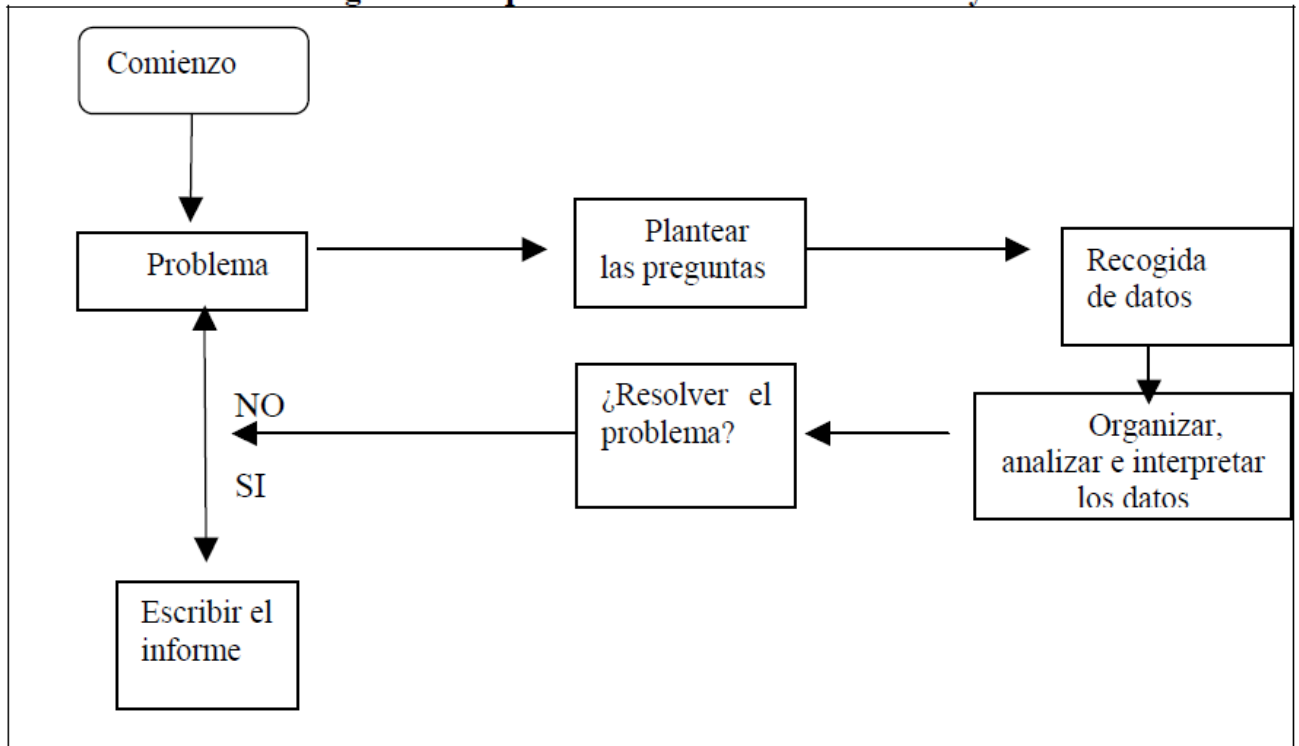 Comienzo
Problema
Plantear
las preguntas
Recogida
de datos
Organizar,
analizar e interpretar
los datos
¿Resolver el
problema?
NO
SI
Escribir el
informe